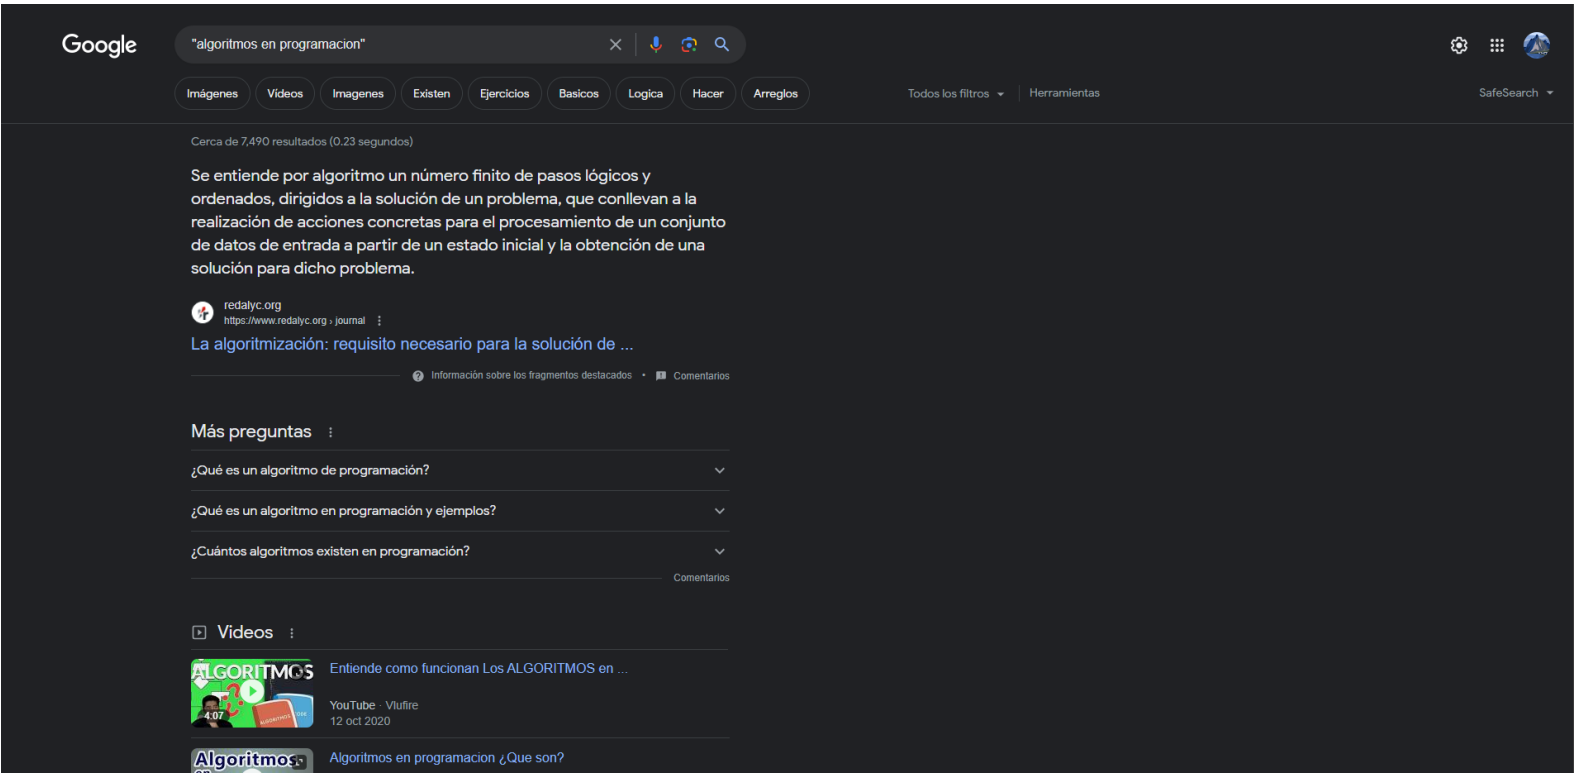 Google
"algoritmos en programacion"
Imágenes
Vídeos
Imagenes
Existen
Ejercicios
Basicos
Logica
Hacer
Arreglos
Todos los filtros
Herramientas
SafeSearch
Cerca de 7,490 resultados (0.23 segundos)
Se entiende por algoritmo un número finito de pasos lógicos y
ordenados, dirigidos a la solución de un problema, que conllevan a la
realización de acciones concretas para el procesamiento de un conjunto
de datos de entrada a partir de un estado inicial y la obtención de una
solución para dicho problema.
redalyc.org
https://www.redalyc.org › journal
La algoritmización: requisito necesario para la solución de ...
Información sobre los fragmentos destacados • Comentarios
Más preguntas
¿Qué es un algoritmo de programación?
¿Qué es un algoritmo en programación y ejemplos?
¿Cuántos algoritmos existen en programación?
Comentarios
Videos
ALGORITMOS
4:07
Entiende como funcionan Los ALGORITMOS en ...
YouTube · Vlufire
12 oct 2020
Algoritmos
en
Algoritmos en programacion ¿Que son?